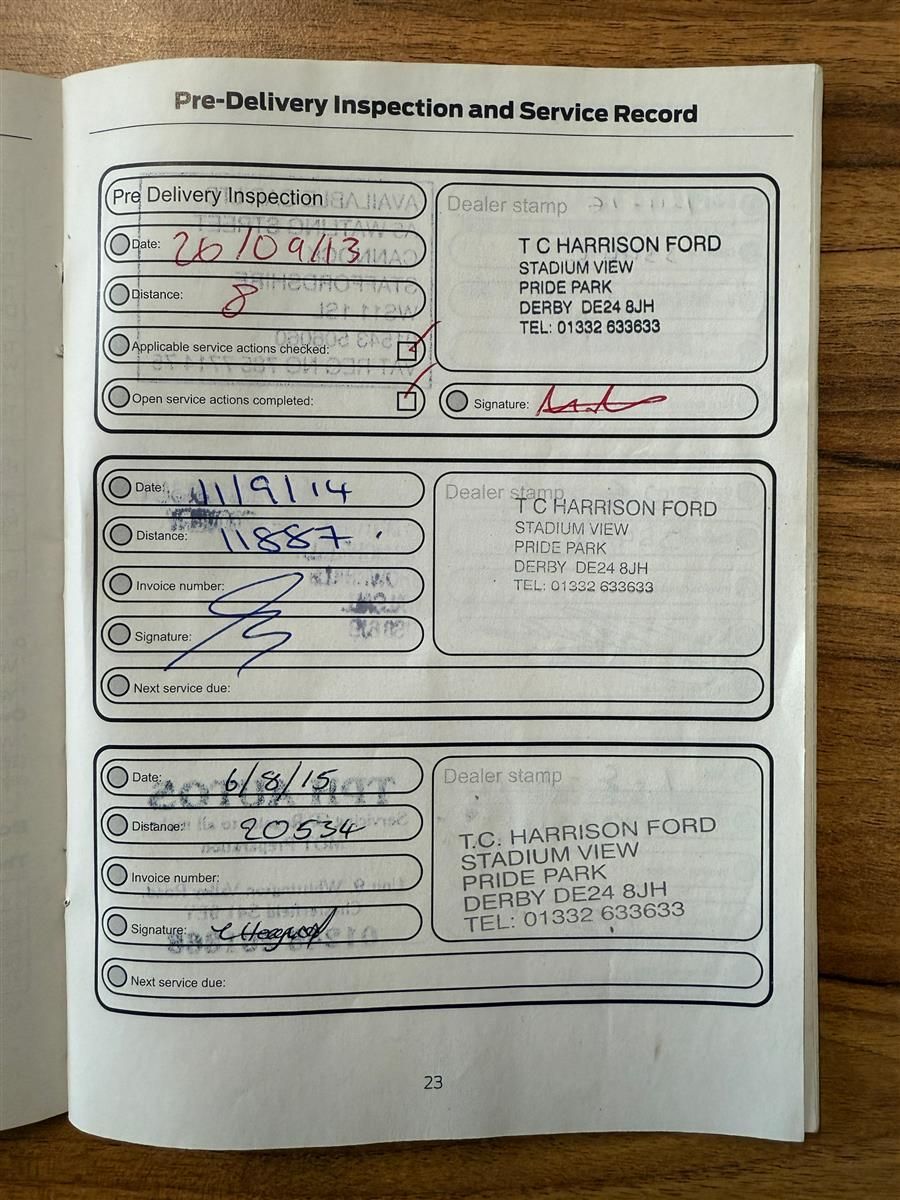 Pre-Delivery Inspection and Service Record
Pre Delivery Inspection
Date: 20/09/13
Distance: 8
Applicable service actions checked:
Open service actions completed:
Dealer stamp
T C HARRISON FORD
STADIUM VIEW
PRIDE PARK
DERBY DE24 8JH
TEL: 01332 633633
Signature:
Date: 11/9/14
Distance: 11887
Invoice number:
Signature:
Next service due:
Dealer stamp
T C HARRISON FORD
STADIUM VIEW
PRIDE PARK
DERBY DE24 8JH
TEL: 01332 633633
Date: 6/8/15
Distance: 20534
Invoice number:
Signature:
Next service due:
Dealer stamp
T.C. HARRISON FORD
STADIUM VIEW
PRIDE PARK
DERBY DE24 8JH
TEL: 01332 633633
23